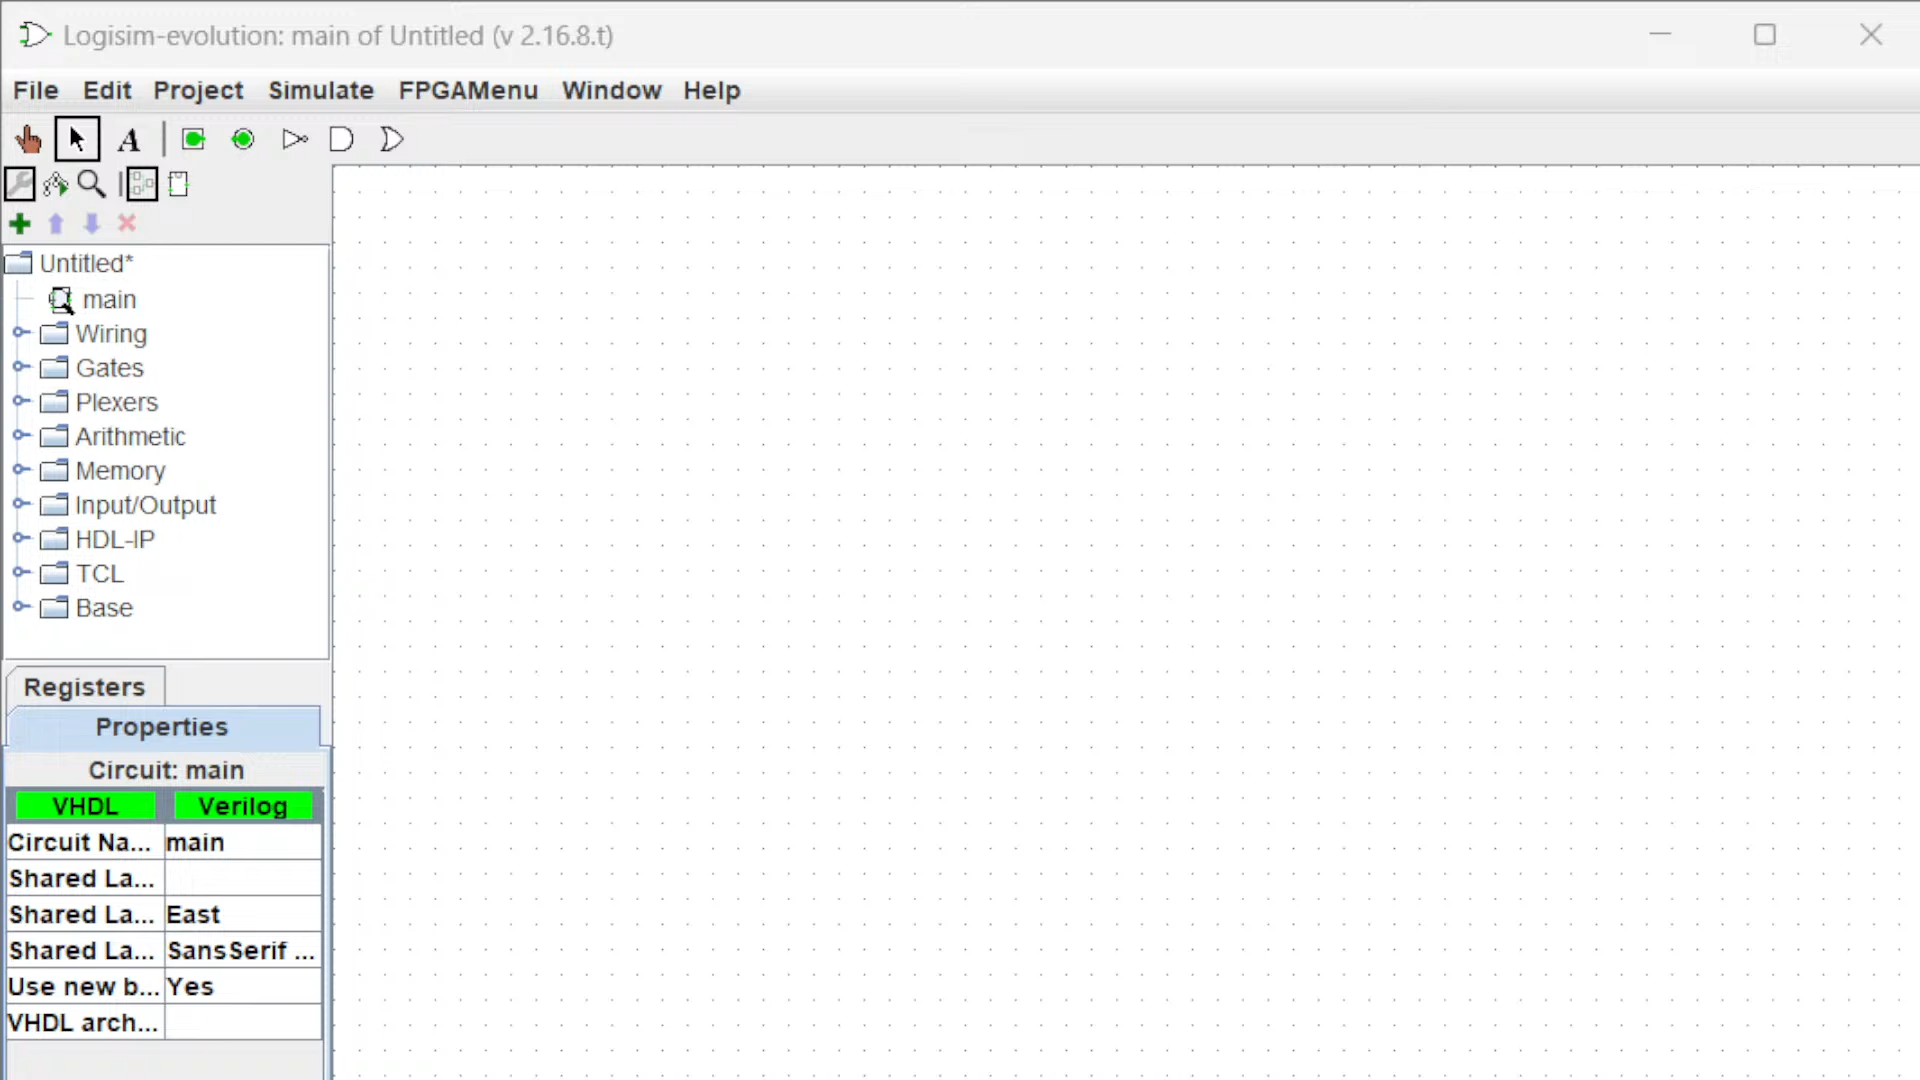 Logisim-evolution: main of Untitled (v 2.16.8.t)
File Edit Project Simulate FPGAMenu Window Help
A
Untitled*
main
Wiring
Gates
Plexers
Arithmetic
Memory
Input/Output
HDL-IP
TCL
Base
Registers
Properties
Circuit: main
VHDL Verilog
Circuit Na... main
Shared La...
Shared La... East
Shared La... SansSerif ...
Use new b... Yes
VHDL arch...